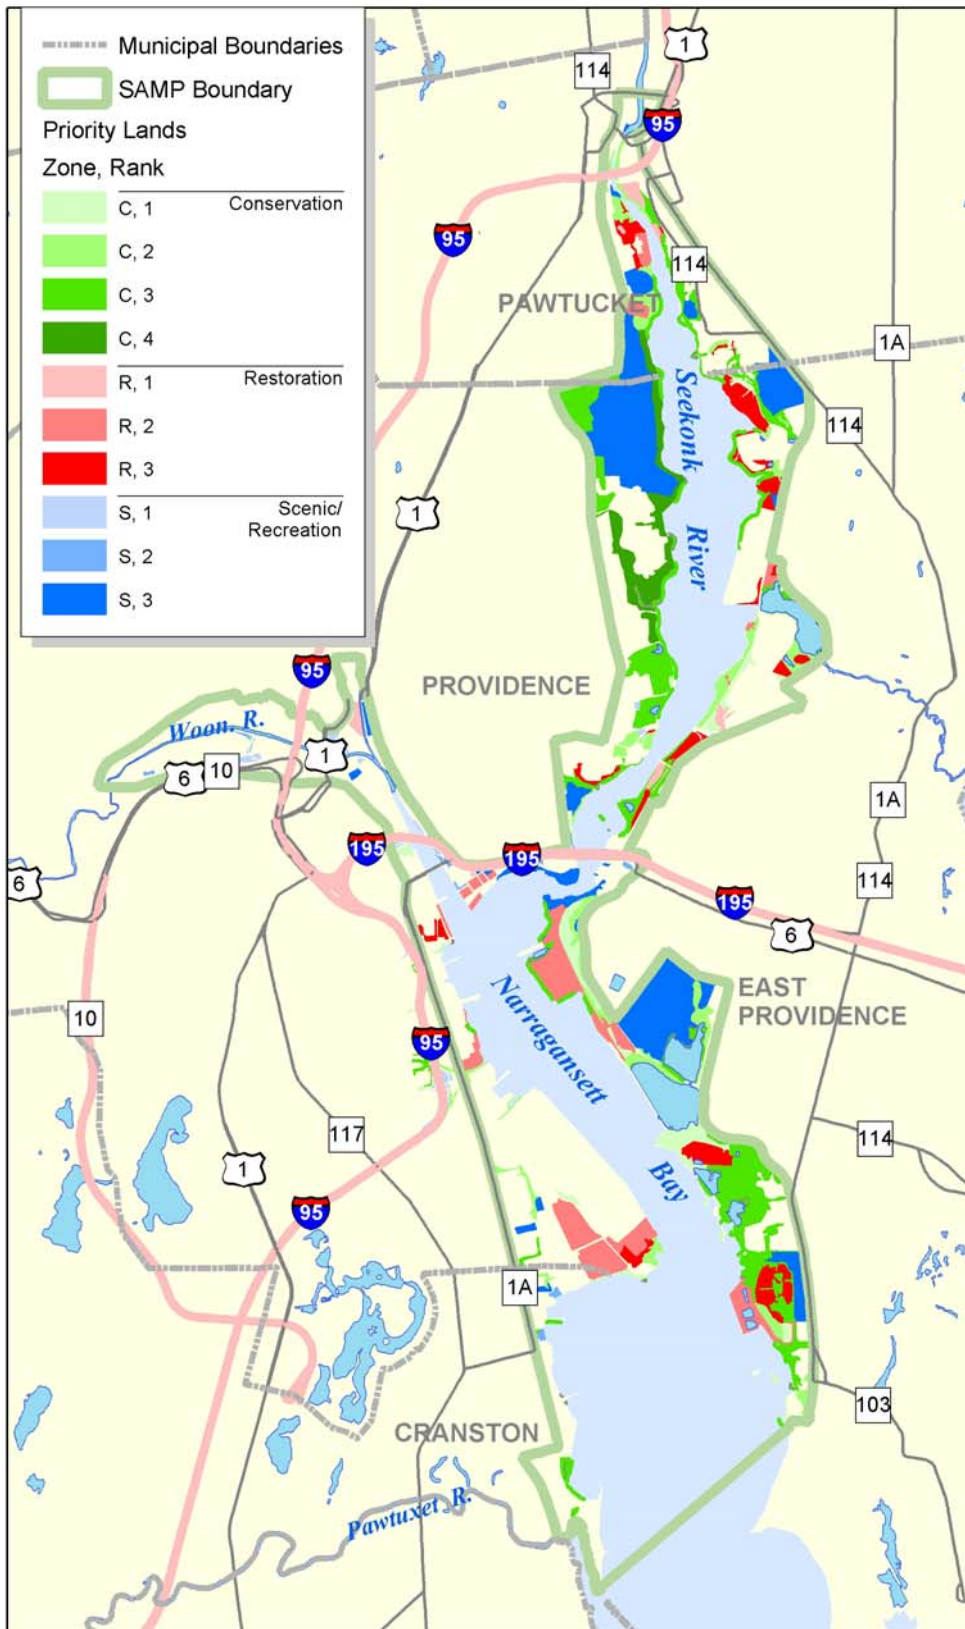 Municipal Boundaries
SAMP Boundary
Priority Lands
Zone, Rank
C, 1
Conservation
C, 2
C, 3
C, 4
R, 1
Restoration
R, 2
R, 3
S, 1
Scenic/
Recreation
S, 2
S, 3
1
114
95
95
114
PAWTUCKET
1A
Seekonk
River
114
1
95
PROVIDENCE
Woon. R.
6
10
1
1A
195
195
6
114
195
6
EAST
PROVIDENCE
Narragansett
Bay
10
95
117
114
1
95
1A
103
CRANSTON
Pawtuxet R.